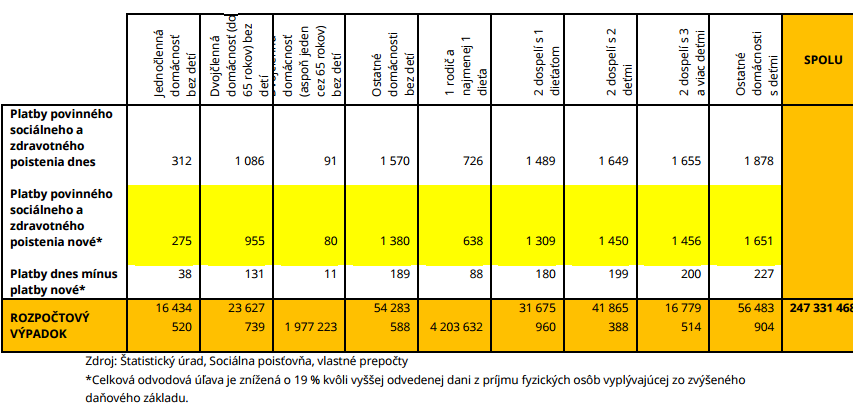 Jednočlenná
domácnosť
bez detí
Dvojčlenná
domácnosť (do
65 rokov) bez
detí
domácnosť
(aspoň jeden
cez 65 rokov)
bez detí
Ostatné
domácnosti
bez detí
1 rodič a
najmenej 1
dieťa
2 dospelí s 1
dieťaťom
2 dospelí s 2
deťmi
2 dospelí s 3
a viac deťmi
Ostatné
domácnosti
s deťmi
SPOLU
Platby povinného
sociálneho a
zdravotného
poistenia dnes 312 1 086 91 1 570 726 1 489 1 649 1 655 1 878
Platby povinného
sociálneho a
zdravotného
poistenia nové* 275 955 80 1 380 638 1 309 1 450 1 456 1 651
Platby dnes mínus 38 131 11 189 88 180 199 200 227
platby nové*
16 434 23 627 54 283 31 675 41 865 16 779 56 483 247 331 468
ROZPOČTOVÝ
VÝPADOK 520 739 1 977 223 588 4 203 632 960 388 514 904
Zdroj: Štatistický úrad, Sociálna poisťovňa, vlastné prepočty
*Celková odvodová úľava je znížená o 19 % kvôli vyššej odvedenej dani z príjmu fyzických osôb vyplývajúcej zo zvýšeného
daňového základu.